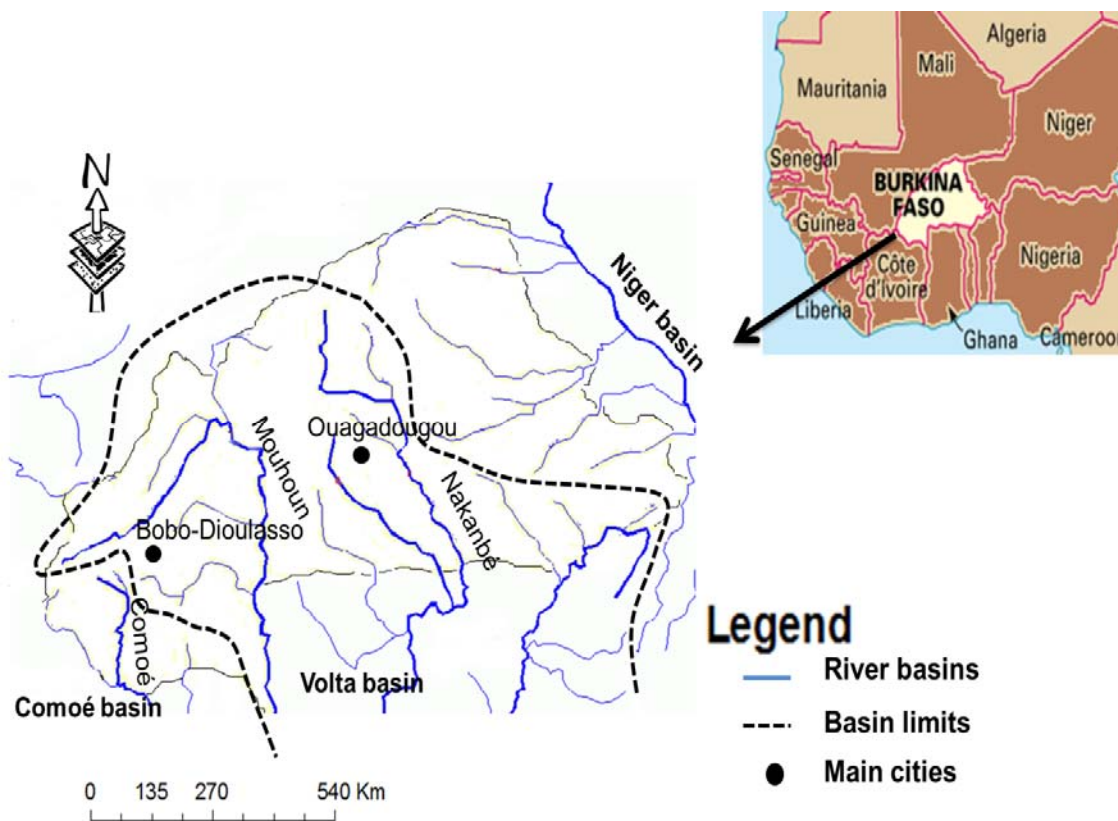 Algeria
Mali
Mauritania
Niger
Senegal
BURKINA
FASO
Guinea
Nigeria
Côte
d'Ivoire
Liberia
Ghana
Cameroon
N
Niger basin
Ouagadougou
Mouhoun
Nakanbé
Bobo-Dioulasso
Comoé
Volta basin
Comoé basin
Legend
River basins
Basin limits
Main cities
0 135 270 540 Km